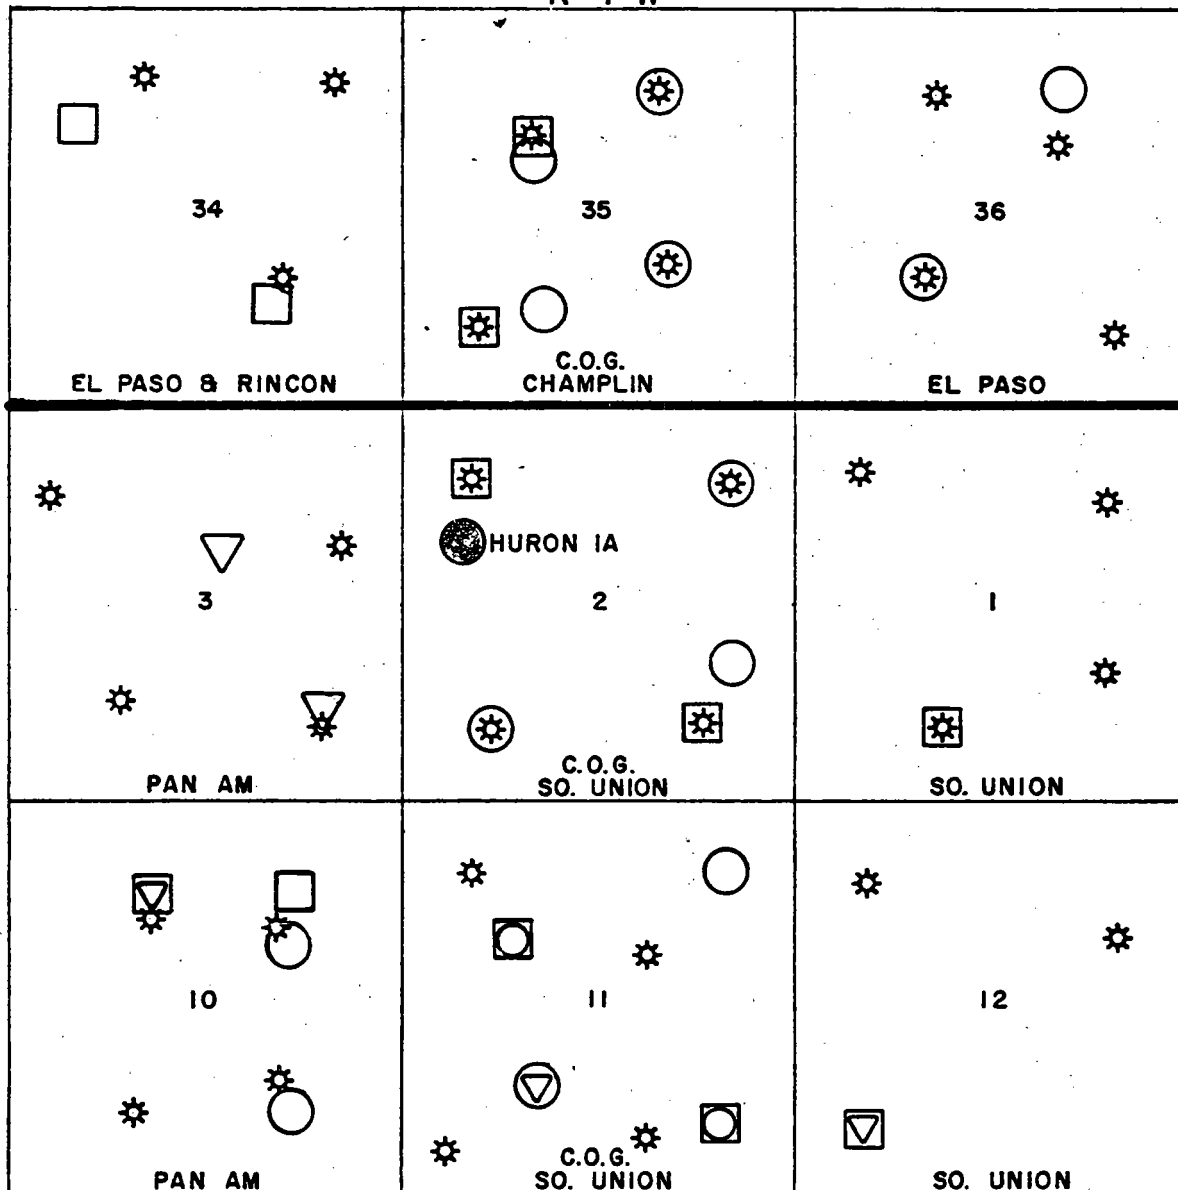 34
35
36
EL PASO & RINCON
C.O.G.
CHAMPLIN
EL PASO
HURON 1A
3
2
1
PAN AM
C.O.G.
SO. UNION
SO. UNION
10
11
12
PAN AM
C.O.G.
SO. UNION
SO. UNION